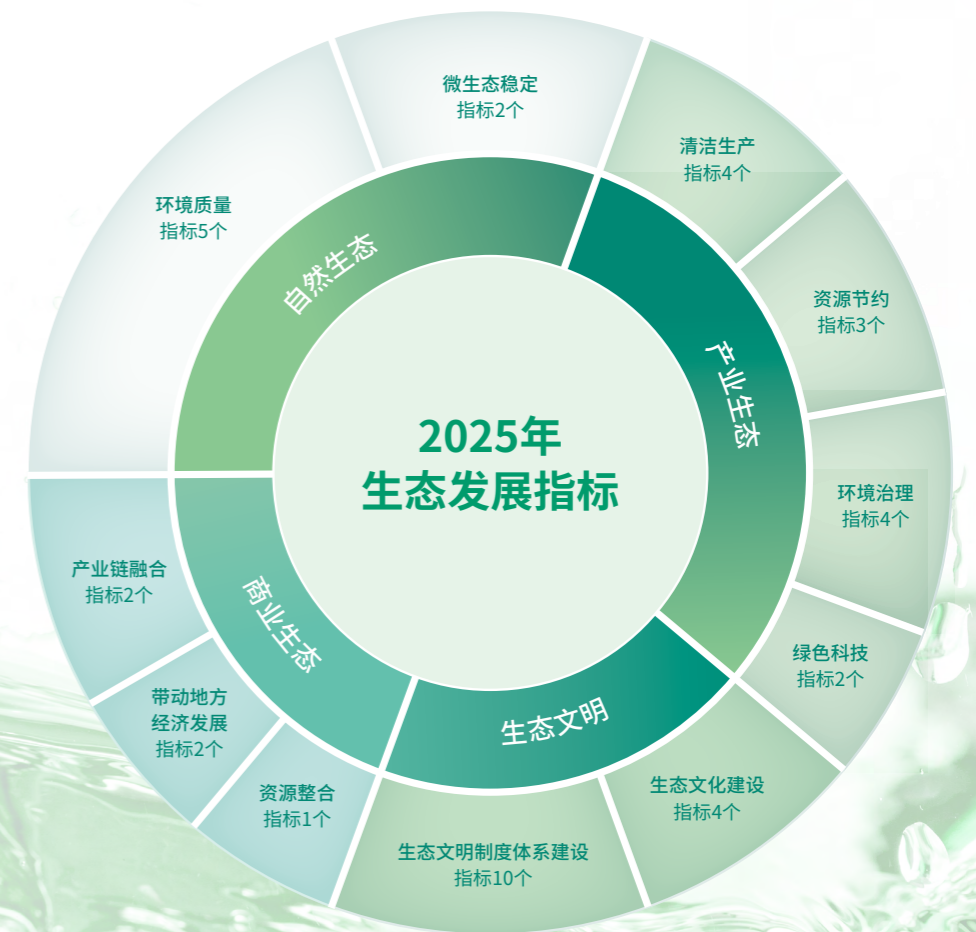 2025年
生态发展指标
自然生态
环境质量
指标5个
微生态稳定
指标2个
产业生态
清洁生产
指标4个
资源节约
指标3个
环境治理
指标4个
绿色科技
指标2个
生态文明
生态文化建设
指标4个
生态文明制度体系建设
指标10个
商业生态
资源整合
指标1个
带动地方
经济发展
指标2个
产业链融合
指标2个